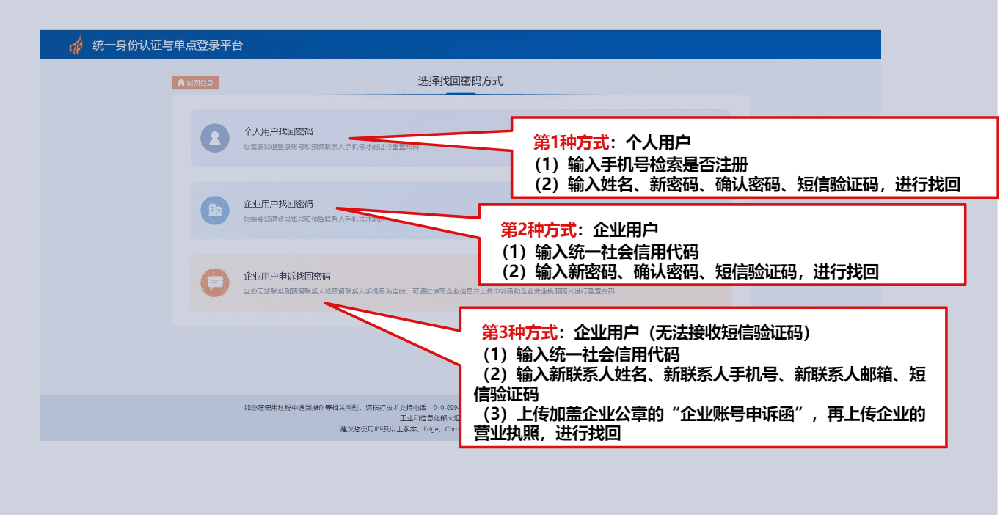 统一身份认证与单点登录平台
返回登录
选择找回密码方式
个人用户找回密码
您需要知道登录账号和预留联系人手机号才能进行重置密码
第1种方式：个人用户
（1）输入手机号检索是否注册
（2）输入姓名、新密码、确认密码、短信验证码，进行找回
企业用户找回密码
您需要知道登录账号和预留联系人手机号才能进行
第2种方式：企业用户
（1）输入统一社会信用代码
（2）输入新密码、确认密码、短信验证码，进行找回
企业用户申诉找回密码
当您无法联系到预留联系人或预留联系人手机号为空时，可通过填写企业信息并上传申诉函和企业营业执照照片进行重置密码
第3种方式：企业用户（无法接收短信验证码）
（1）输入统一社会信用代码
（2）输入新联系人姓名、新联系人手机号、新联系人邮箱、短
信验证码
（3）上传加盖企业公章的“企业账号申诉函”，再上传企业的
营业执照，进行找回
如您在使用过程中遇到操作等相关问题，请拨打技术支持电话：010-699
工业和信息化部火炬
建议您使用IE9及以上版本、Edge、Chro